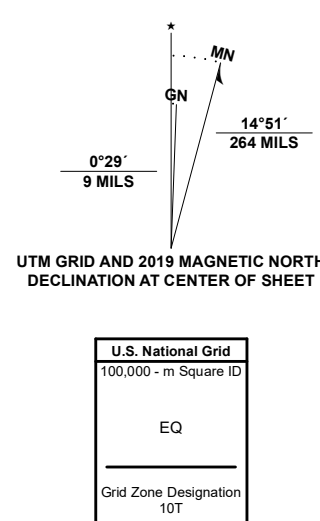 ★
MN
GN
14°51´
264 MILS
0°29´
9 MILS
UTM GRID AND 2019 MAGNETIC NORTH
DECLINATION AT CENTER OF SHEET
U.S. National Grid
100,000 - m Square ID
EQ
Grid Zone Designation
10T